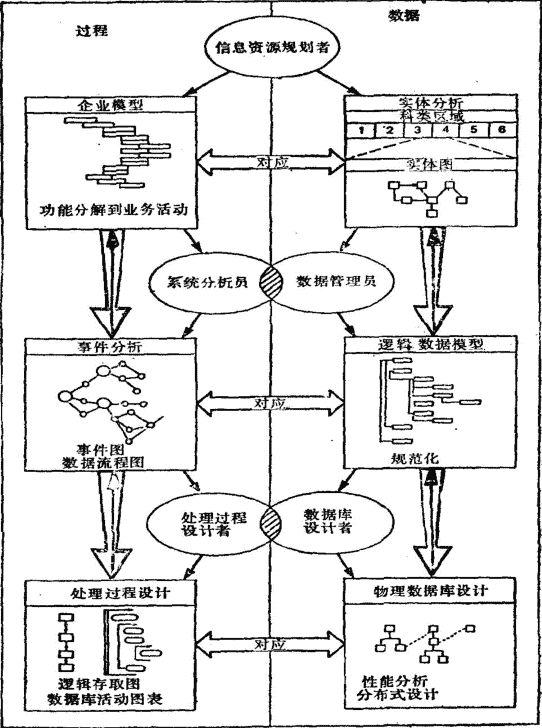 过程
数据
信息资源规划者
企业模型
功能分解到业务活动
实体分析
科类区域
1 2 3 4 5 6
实体图
对应
系统分析员
数据管理员
事件分析
事件图
数据流程图
逻辑数据模型
规范化
对应
处理过程
设计者
数据库
设计者
处理过程设计
逻辑存取图
数据库活动图表
物理数据库设计
性能分析
分布式设计
对应